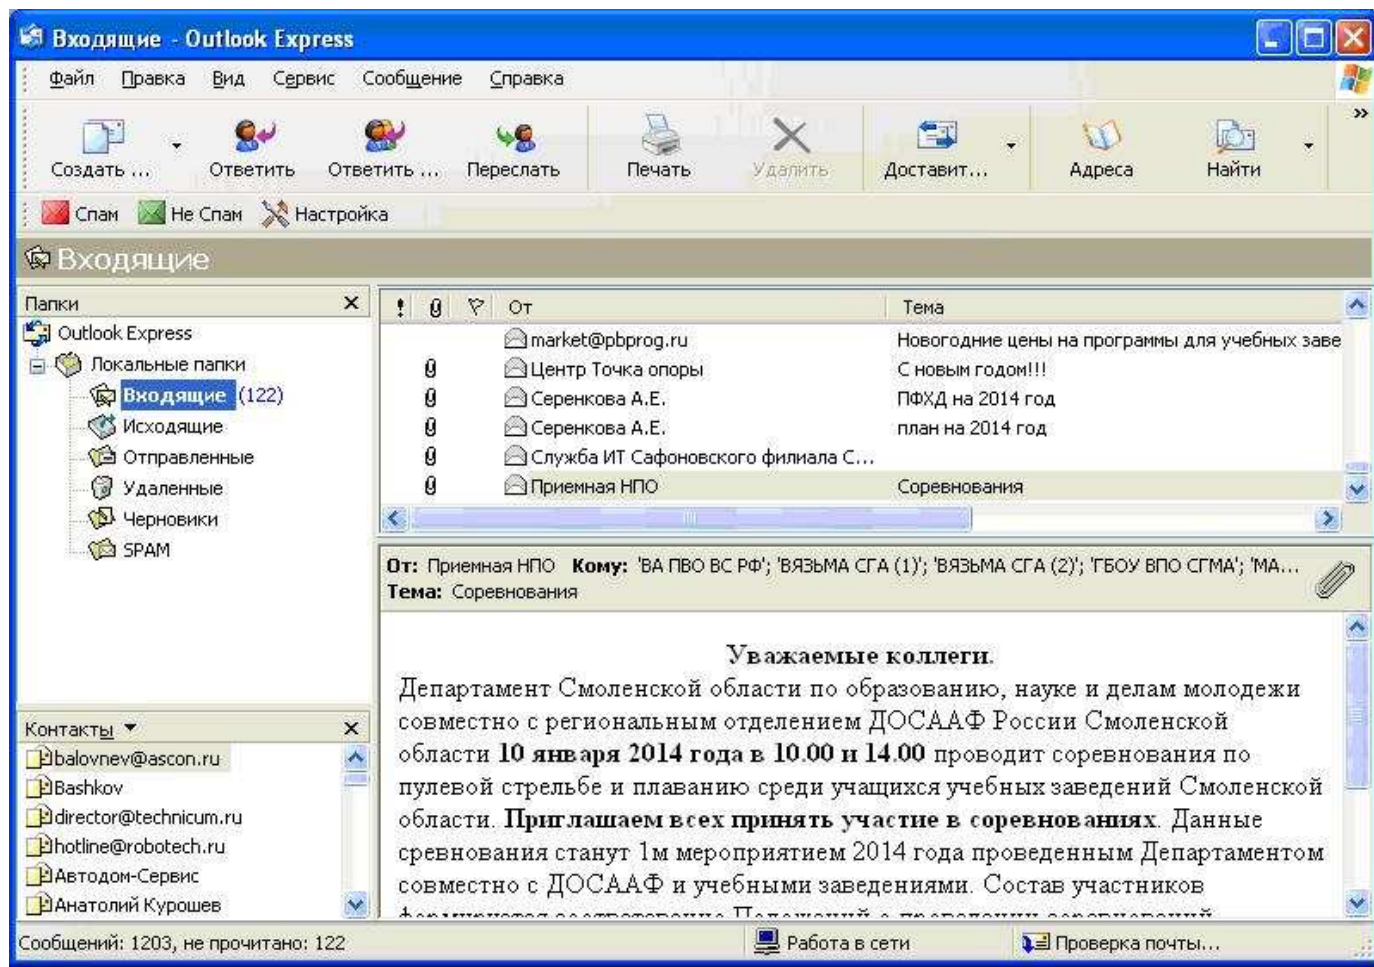 Входящие - Outlook Express
Файл Правка Вид Сервис Сообщение Справка
Создать ... Ответить Ответить ... Переслать Печать Удалить Доставит... Адреса Найти »
Спам Не Спам Настройка
Входящие
Папки
Outlook Express
Локальные папки
Входящие (122)
Исходящие
Отправленные
Удаленные
Черновики
SPAM
Контакты
balovnev@ascon.ru
Bashkov
director@technicum.ru
hotline@robotech.ru
Автодом-Сервис
Анатолий Курошев
От Тема
market@pbprog.ru Новогодние цены на программы для учебных заве
Центр Точка опоры С новым годом!!!
Серенкова А.Е. ПФХД на 2014 год
Серенкова А.Е. план на 2014 год
Служба ИТ Сафоновского филиала С...
Приемная НПО Соревнования
От: Приемная НПО Кому: 'ВА ПВО ВС РФ'; 'ВЯЗЬМА СГА (1)'; 'ВЯЗЬМА СГА (2)'; 'ГБОУ ВПО СГМА'; 'МА...
Тема: Соревнования
Уважаемые коллеги.
Департамент Смоленской области по образованию, науке и делам молодежи
совместно с региональным отделением ДОСААФ России Смоленской
области 10 января 2014 года в 10.00 и 14.00 проводит соревнования по
пулевой стрельбе и плаванию среди учащихся учебных заведений Смоленской
области. Приглашаем всех принять участие в соревнованиях. Данные
сревнования станут 1м мероприятием 2014 года проведенным Департаментом
совместно с ДОСААФ и учебными заведениями. Состав участников
Сообщений: 1203, не прочитано: 122 Работа в сети Проверка почты...